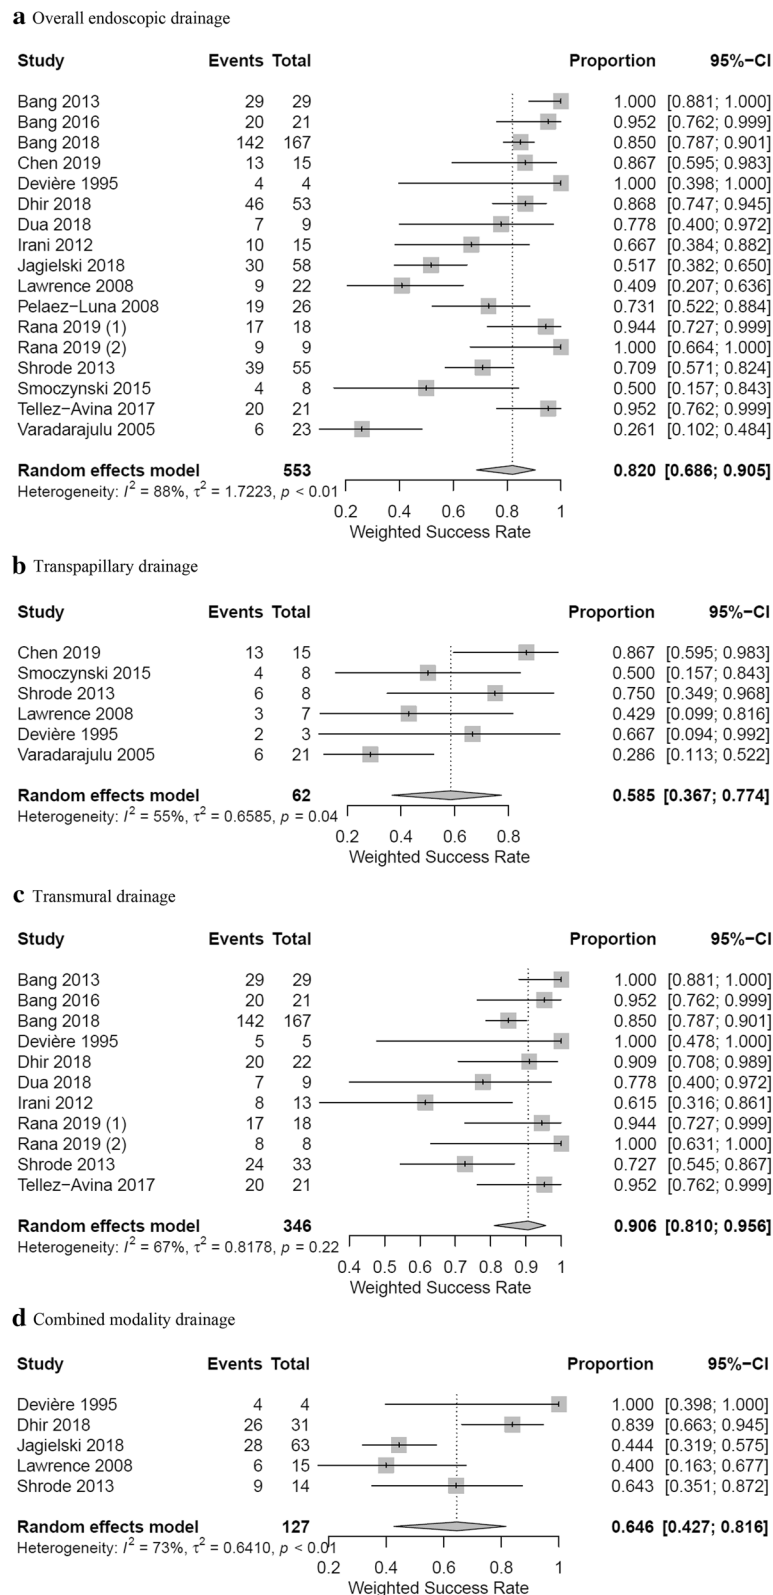 a Overall endoscopic drainage
Study Events Total Proportion 95%−CI
Bang 2013 29 29 1.000 [0.881; 1.000]
Bang 2016 20 21 0.952 [0.762; 0.999]
Bang 2018 142 167 0.850 [0.787; 0.901]
Chen 2019 13 15 0.867 [0.595; 0.983]
Devière 1995 4 4 1.000 [0.398; 1.000]
Dhir 2018 46 53 0.868 [0.747; 0.945]
Dua 2018 7 9 0.778 [0.400; 0.972]
Irani 2012 10 15 0.667 [0.384; 0.882]
Jagielski 2018 30 58 0.517 [0.382; 0.650]
Lawrence 2008 9 22 0.409 [0.207; 0.636]
Pelaez−Luna 2008 19 26 0.731 [0.522; 0.884]
Rana 2019 (1) 17 18 0.944 [0.727; 0.999]
Rana 2019 (2) 9 9 1.000 [0.664; 1.000]
Shrode 2013 39 55 0.709 [0.571; 0.824]
Smoczynski 2015 4 8 0.500 [0.157; 0.843]
Tellez−Avina 2017 20 21 0.952 [0.762; 0.999]
Varadarajulu 2005 6 23 0.261 [0.102; 0.484]
Random effects model 553 0.820 [0.686; 0.905]
Heterogeneity: I² = 88%, τ² = 1.7223, p < 0.01
0.2 0.4 0.6 0.8 1
Weighted Success Rate
b Transpapillary drainage
Study Events Total Proportion 95%−CI
Chen 2019 13 15 0.867 [0.595; 0.983]
Smoczynski 2015 4 8 0.500 [0.157; 0.843]
Shrode 2013 6 8 0.750 [0.349; 0.968]
Lawrence 2008 3 7 0.429 [0.099; 0.816]
Devière 1995 2 3 0.667 [0.094; 0.992]
Varadarajulu 2005 6 21 0.286 [0.113; 0.522]
Random effects model 62 0.585 [0.367; 0.774]
Heterogeneity: I² = 55%, τ² = 0.6585, p = 0.04
0.2 0.4 0.6 0.8
Weighted Success Rate
c Transmural drainage
Study Events Total Proportion 95%−CI
Bang 2013 29 29 1.000 [0.881; 1.000]
Bang 2016 20 21 0.952 [0.762; 0.999]
Bang 2018 142 167 0.850 [0.787; 0.901]
Devière 1995 5 5 1.000 [0.478; 1.000]
Dhir 2018 20 22 0.909 [0.708; 0.989]
Dua 2018 7 9 0.778 [0.400; 0.972]
Irani 2012 8 13 0.615 [0.316; 0.861]
Rana 2019 (1) 17 18 0.944 [0.727; 0.999]
Rana 2019 (2) 8 8 1.000 [0.631; 1.000]
Shrode 2013 24 33 0.727 [0.545; 0.867]
Tellez−Avina 2017 20 21 0.952 [0.762; 0.999]
Random effects model 346 0.906 [0.810; 0.956]
Heterogeneity: I² = 67%, τ² = 0.8178, p = 0.22
0.4 0.5 0.6 0.7 0.8 0.9 1
Weighted Success Rate
d Combined modality drainage
Study Events Total Proportion 95%−CI
Devière 1995 4 4 1.000 [0.398; 1.000]
Dhir 2018 26 31 0.839 [0.663; 0.945]
Jagielski 2018 28 63 0.444 [0.319; 0.575]
Lawrence 2008 6 15 0.400 [0.163; 0.677]
Shrode 2013 9 14 0.643 [0.351; 0.872]
Random effects model 127 0.646 [0.427; 0.816]
Heterogeneity: I² = 73%, τ² = 0.6410, p < 0.01
0.2 0.4 0.6 0.8 1
Weighted Success Rate